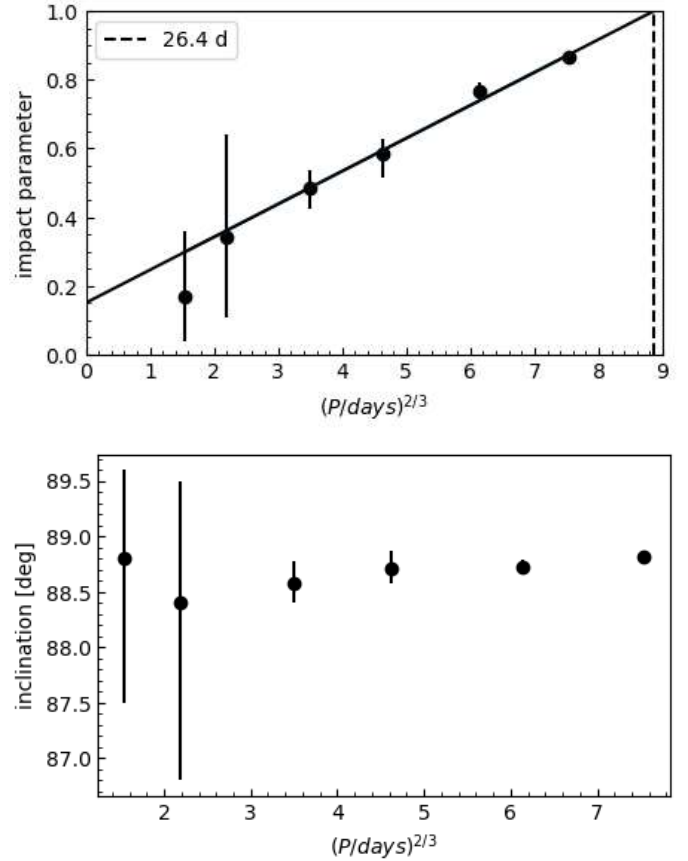 1.0
26.4 d
0.8
0.6
0.4
0.2
0.0
impact parameter
0 1 2 3 4 5 6 7 8 9
(P/days)^{2/3}
89.5
89.0
88.5
88.0
87.5
87.0
inclination [deg]
2 3 4 5 6 7
(P/days)^{2/3}